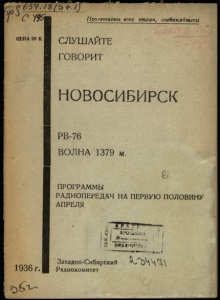 Пролетарии всех стран, соединяйтесь!
ЦЕНА 25 К.
СЛУШАЙТЕ
ГОВОРИТ
НОВОСИБИРСК
РВ-76
ВОЛНА 1379 м.
ПРОГРАММЫ
РАДИОПЕРЕДАЧ НА ПЕРВУЮ ПОЛОВИНУ
АПРЕЛЯ
234471
Западно-Сибирский
Радиокомитет
1936 г.